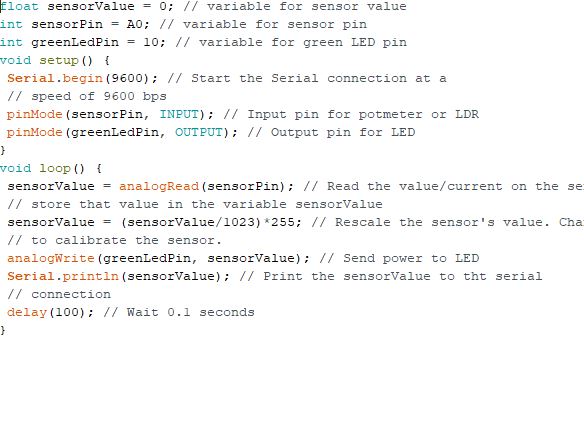 float sensorValue = 0; // variable for sensor value
int sensorPin = A0; // variable for sensor pin
int greenLedPin = 10; // variable for green LED pin
void setup() {
Serial.begin(9600); // Start the Serial connection at a
// speed of 9600 bps
pinMode(sensorPin, INPUT); // Input pin for potmeter or LDR
pinMode(greenLedPin, OUTPUT); // Output pin for LED
}
void loop() {
sensorValue = analogRead(sensorPin); // Read the value/current on the se
// store that value in the variable sensorValue
sensorValue = (sensorValue/1023)*255; // Rescale the sensor's value. Cha
// to calibrate the sensor.
analogWrite(greenLedPin, sensorValue); // Send power to LED
Serial.println(sensorValue); // Print the sensorValue to tht serial
// connection
delay(100); // Wait 0.1 seconds
}